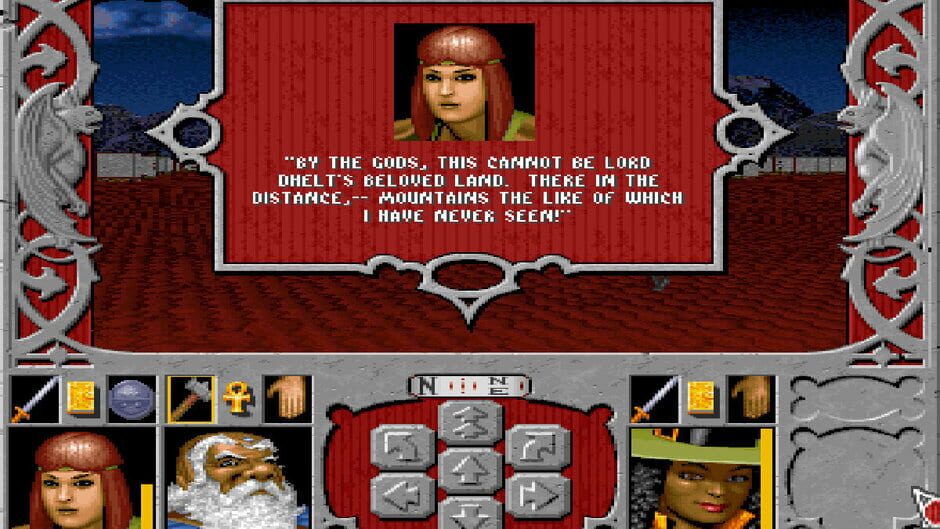 "BY THE GODS, THIS CANNOT BE LORD
DHELT'S BELOVED LAND. THERE IN THE
DISTANCE,-- MOUNTAINS THE LIKE OF WHICH
I HAVE NEVER SEEN!"
N NE